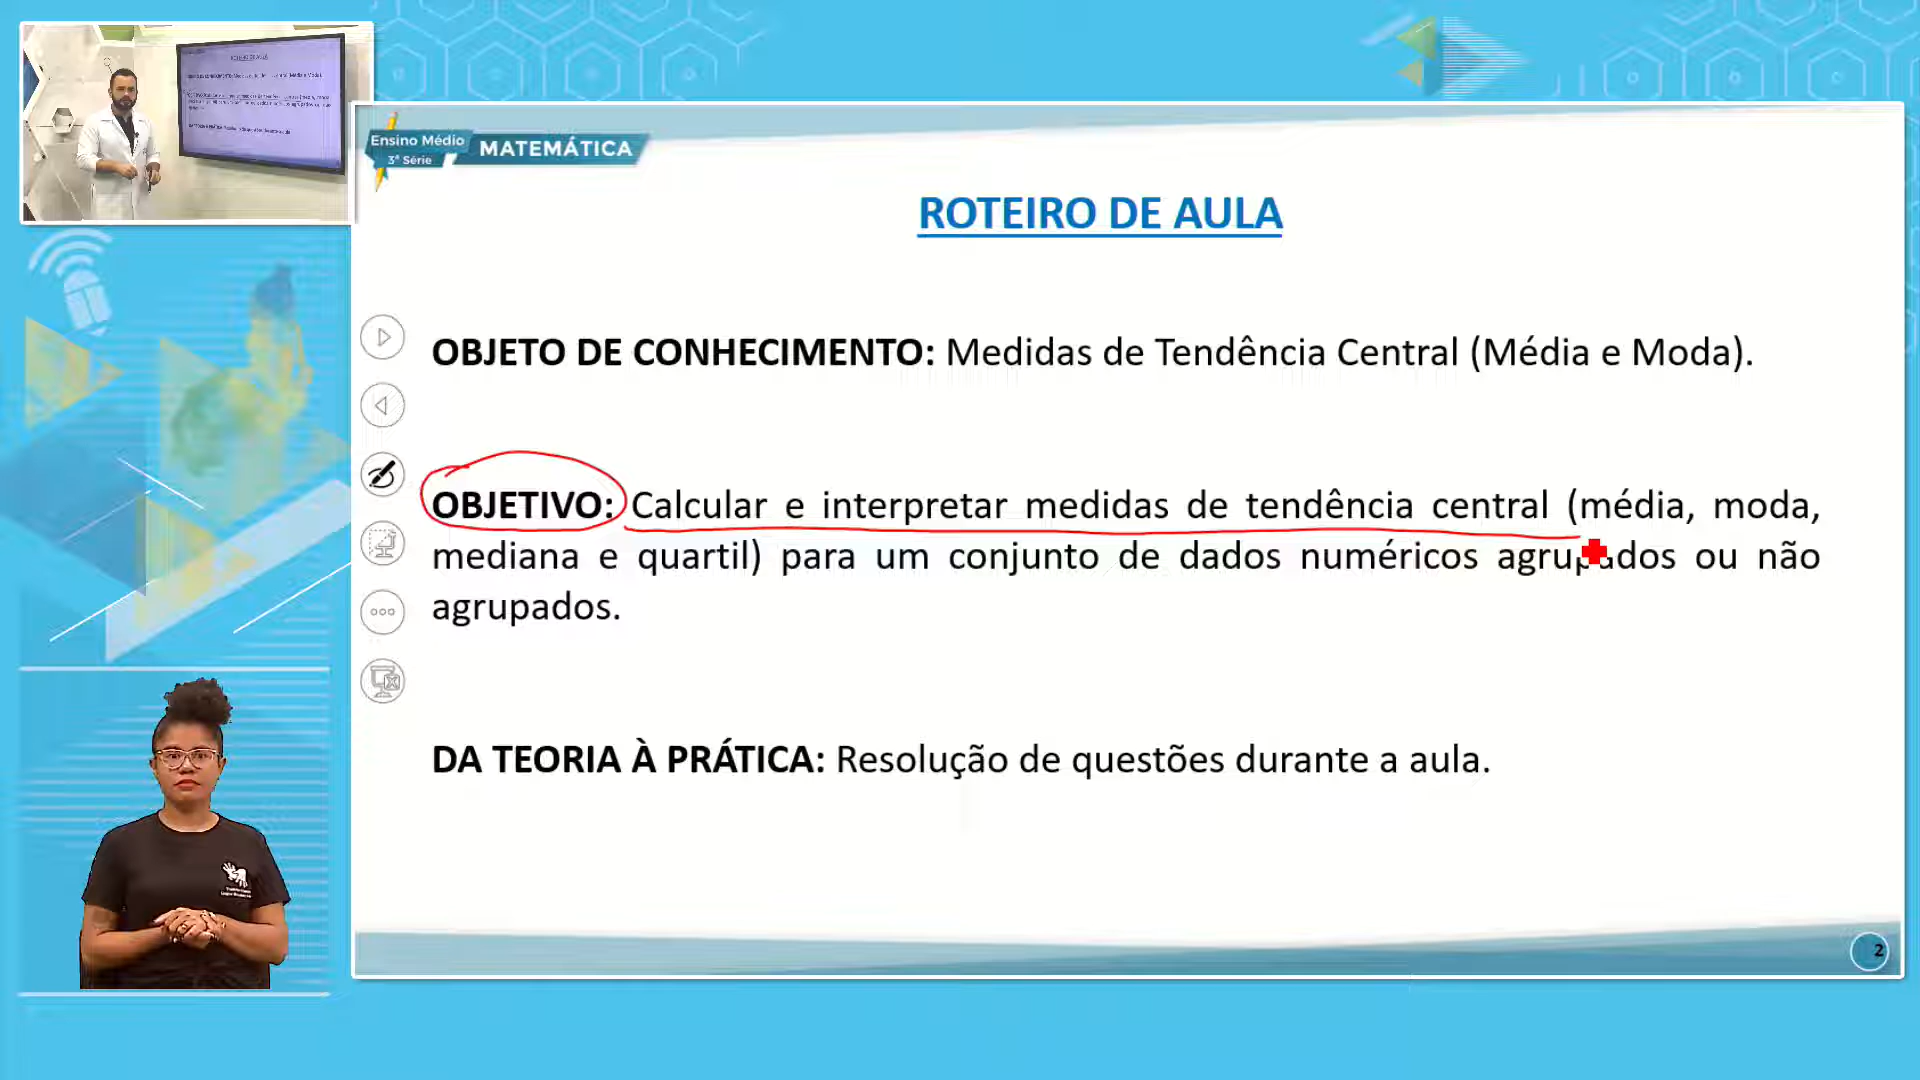 Ensino Médio
3ª Série
MATEMÁTICA
ROTEIRO DE AULA
OBJETO DE CONHECIMENTO: Medidas de Tendência Central (Média e Moda).
OBJETIVO: Calcular e interpretar medidas de tendência central (média, moda,
mediana e quartil) para um conjunto de dados numéricos agrupados ou não
agrupados.
DA TEORIA À PRÁTICA: Resolução de questões durante a aula.
2